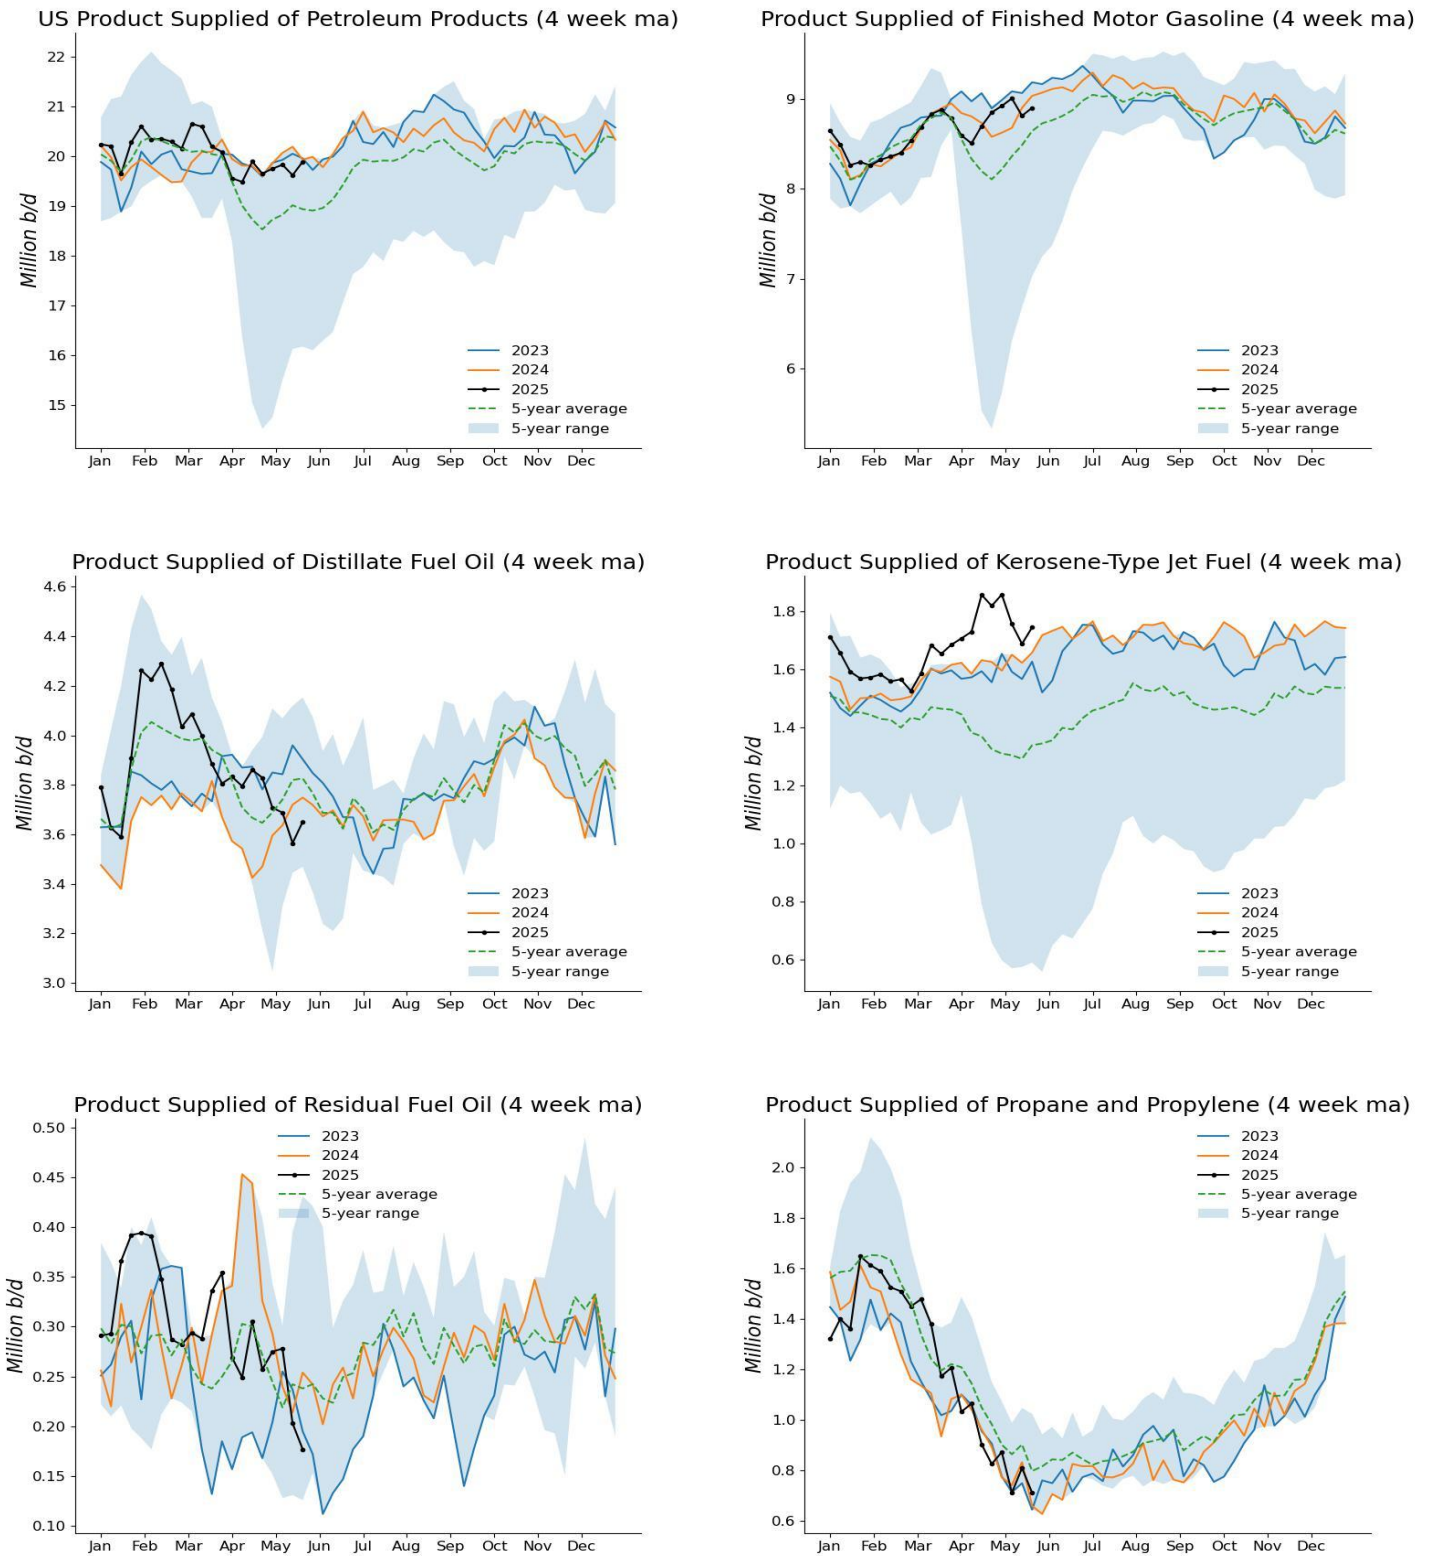 US Product Supplied of Petroleum Products (4 week ma)
22
21
20
19
18
17
16
15
Million b/d
2023
2024
2025
5-year average
5-year range
Jan Feb Mar Apr May Jun Jul Aug Sep Oct Nov Dec
Product Supplied of Finished Motor Gasoline (4 week ma)
9
8
7
6
Million b/d
2023
2024
2025
5-year average
5-year range
Jan Feb Mar Apr May Jun Jul Aug Sep Oct Nov Dec
Product Supplied of Distillate Fuel Oil (4 week ma)
4.6
4.4
4.2
4.0
3.8
3.6
3.4
3.2
3.0
Million b/d
2023
2024
2025
5-year average
5-year range
Jan Feb Mar Apr May Jun Jul Aug Sep Oct Nov Dec
Product Supplied of Kerosene-Type Jet Fuel (4 week ma)
1.8
1.6
1.4
1.2
1.0
0.8
0.6
Million b/d
2023
2024
2025
5-year average
5-year range
Jan Feb Mar Apr May Jun Jul Aug Sep Oct Nov Dec
Product Supplied of Residual Fuel Oil (4 week ma)
0.50
0.45
0.40
0.35
0.30
0.25
0.20
0.15
0.10
Million b/d
2023
2024
2025
5-year average
5-year range
Jan Feb Mar Apr May Jun Jul Aug Sep Oct Nov Dec
Product Supplied of Propane and Propylene (4 week ma)
2.0
1.8
1.6
1.4
1.2
1.0
0.8
0.6
Million b/d
2023
2024
2025
5-year average
5-year range
Jan Feb Mar Apr May Jun Jul Aug Sep Oct Nov Dec